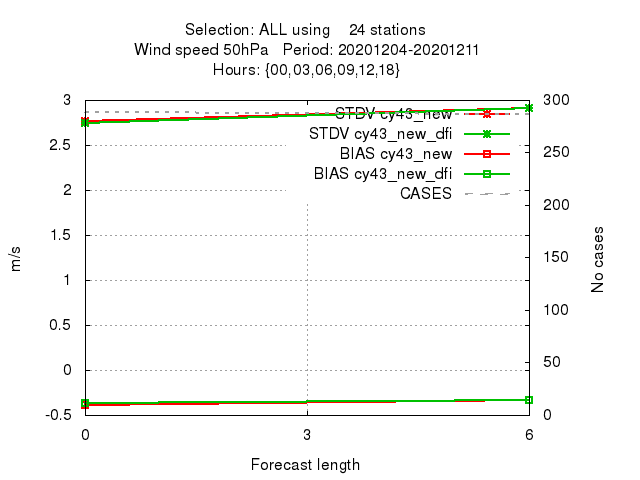 Selection: ALL using    24 stations
Wind speed 50hPa   Period: 20201204-20201211
Hours: {00,03,06,09,12,18}
3
2.5
2
1.5
1
0.5
0
-0.5
m/s
STDV cy43_new
STDV cy43_new_dfi
BIAS cy43_new
BIAS cy43_new_dfi
CASES
300
250
200
150
100
50
0
No cases
0 3 6
Forecast length